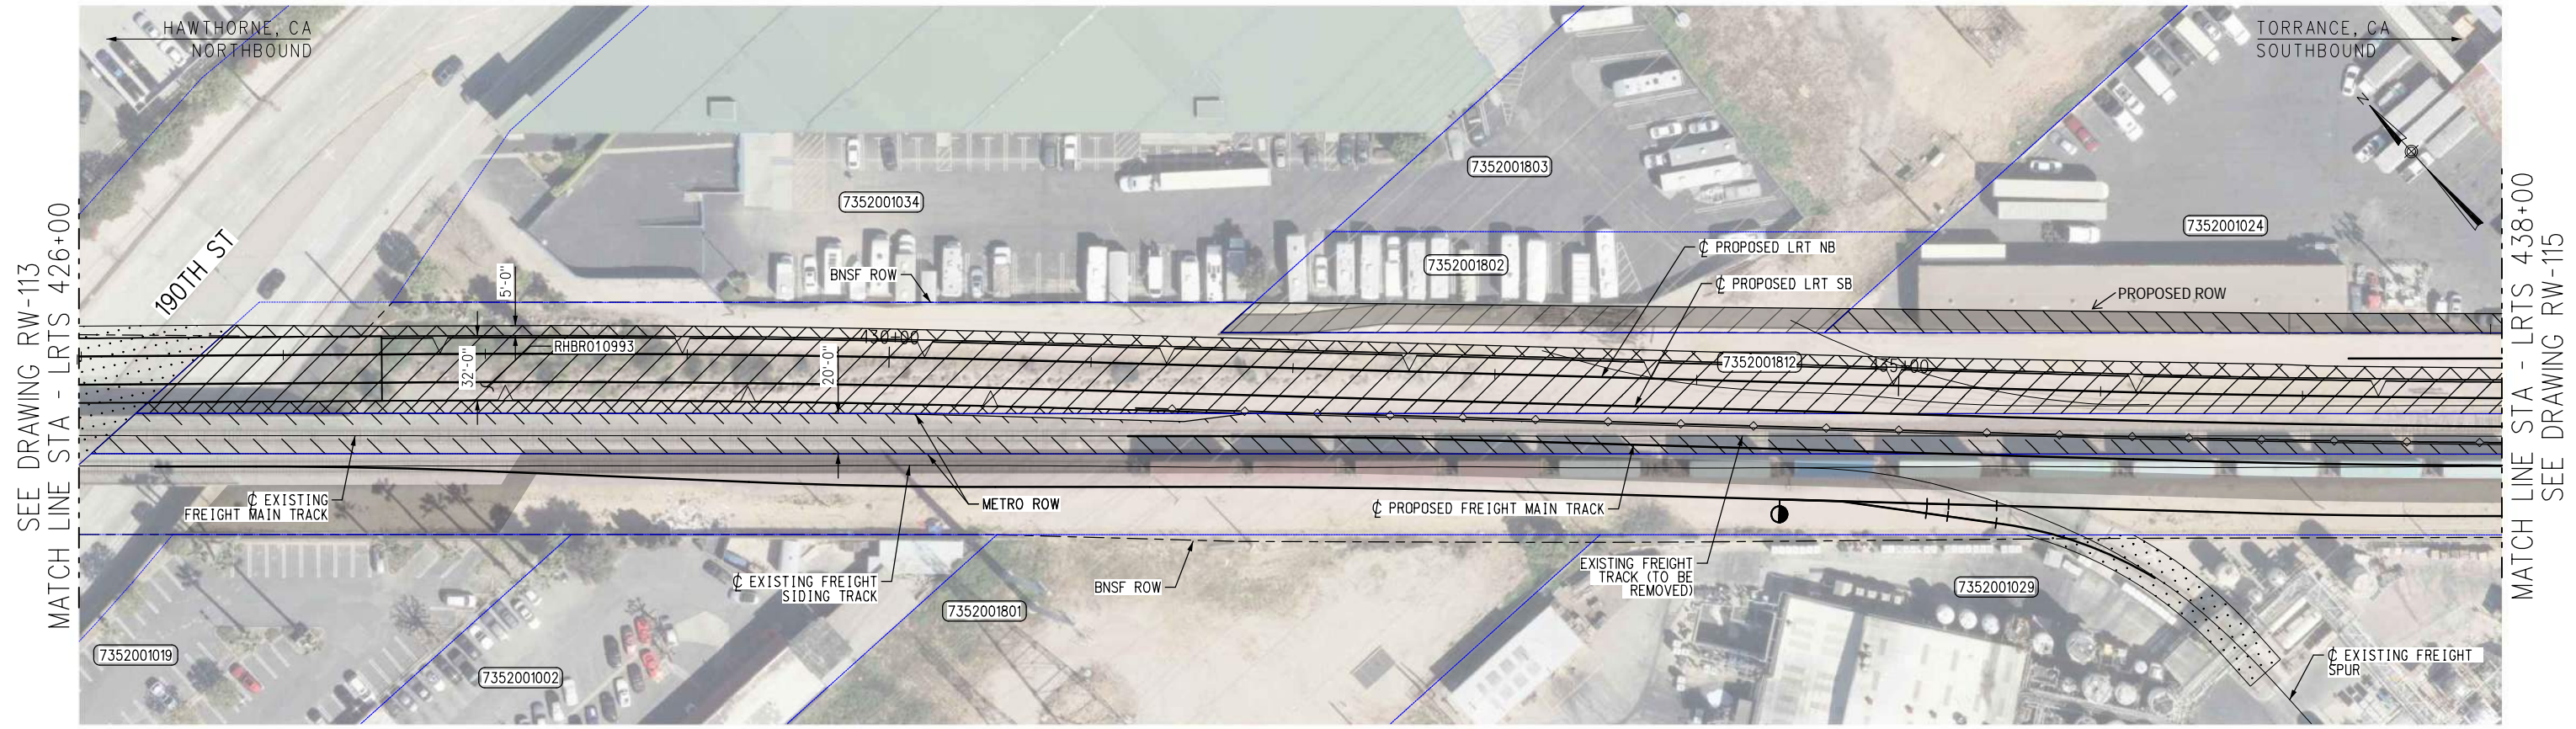 HAWTHORNE, CA
NORTHBOUND
TORRANCE, CA
SOUTHBOUND
N
SEE DRAWING RW-113
MATCH LINE STA - LRTS 426+00
MATCH LINE STA - LRTS 438+00
SEE DRAWING RW-115
190TH ST
7352001034
7352001803
7352001802
7352001024
BNSF ROW
℄ PROPOSED LRT NB
℄ PROPOSED LRT SB
PROPOSED ROW
5'-0"
32'-0"
20'-0"
RHBR010993
430+00
7352001812
435+00
℄ EXISTING
FREIGHT MAIN TRACK
METRO ROW
℄ PROPOSED FREIGHT MAIN TRACK
℄ EXISTING FREIGHT
SIDING TRACK
BNSF ROW
EXISTING FREIGHT
TRACK (TO BE
REMOVED)
7352001029
7352001801
7352001019
7352001002
℄ EXISTING FREIGHT
SPUR